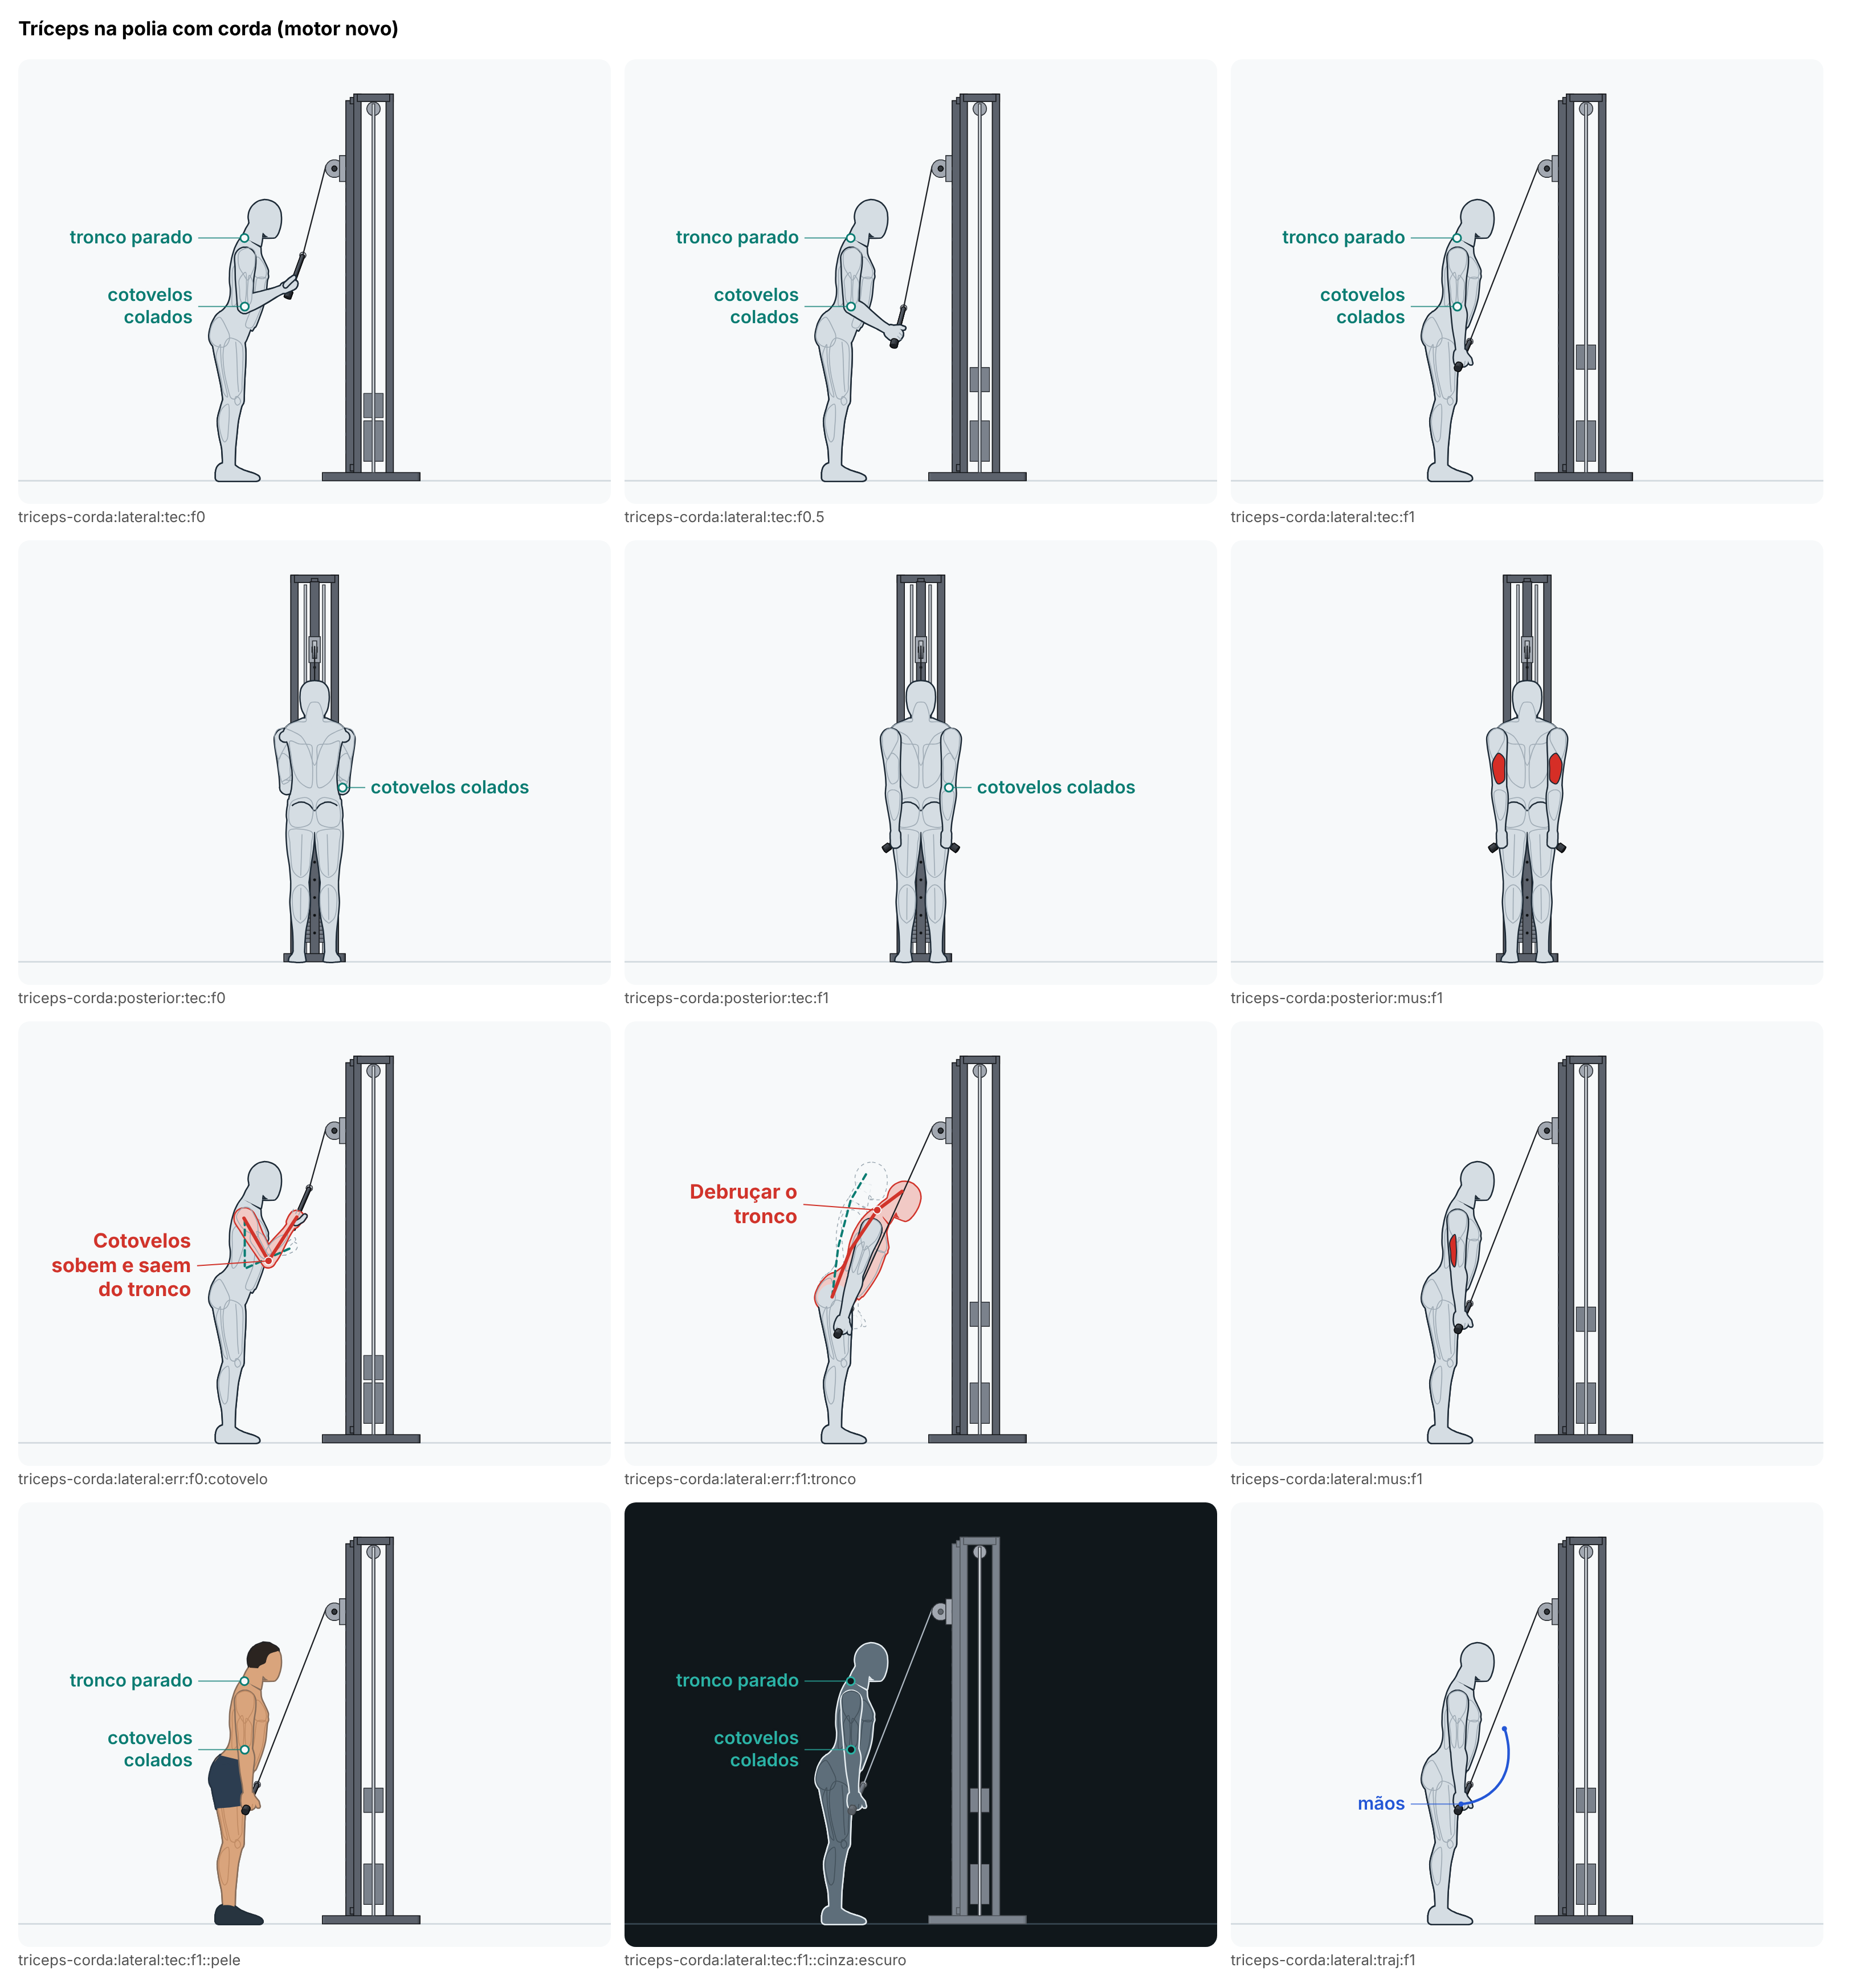 Tríceps na polia com corda (motor novo)
tronco parado
cotovelos
colados
triceps-corda:lateral:tec:f0
tronco parado
cotovelos
colados
triceps-corda:lateral:tec:f0.5
tronco parado
cotovelos
colados
triceps-corda:lateral:tec:f1
cotovelos colados
triceps-corda:posterior:tec:f0
cotovelos colados
triceps-corda:posterior:tec:f1
triceps-corda:posterior:mus:f1
Cotovelos
sobem e saem
do tronco
triceps-corda:lateral:err:f0:cotovelo
Debruçar o
tronco
triceps-corda:lateral:err:f1:tronco
triceps-corda:lateral:mus:f1
tronco parado
cotovelos
colados
triceps-corda:lateral:tec:f1::pele
tronco parado
cotovelos
colados
triceps-corda:lateral:tec:f1::cinza:escuro
mãos
triceps-corda:lateral:traj:f1